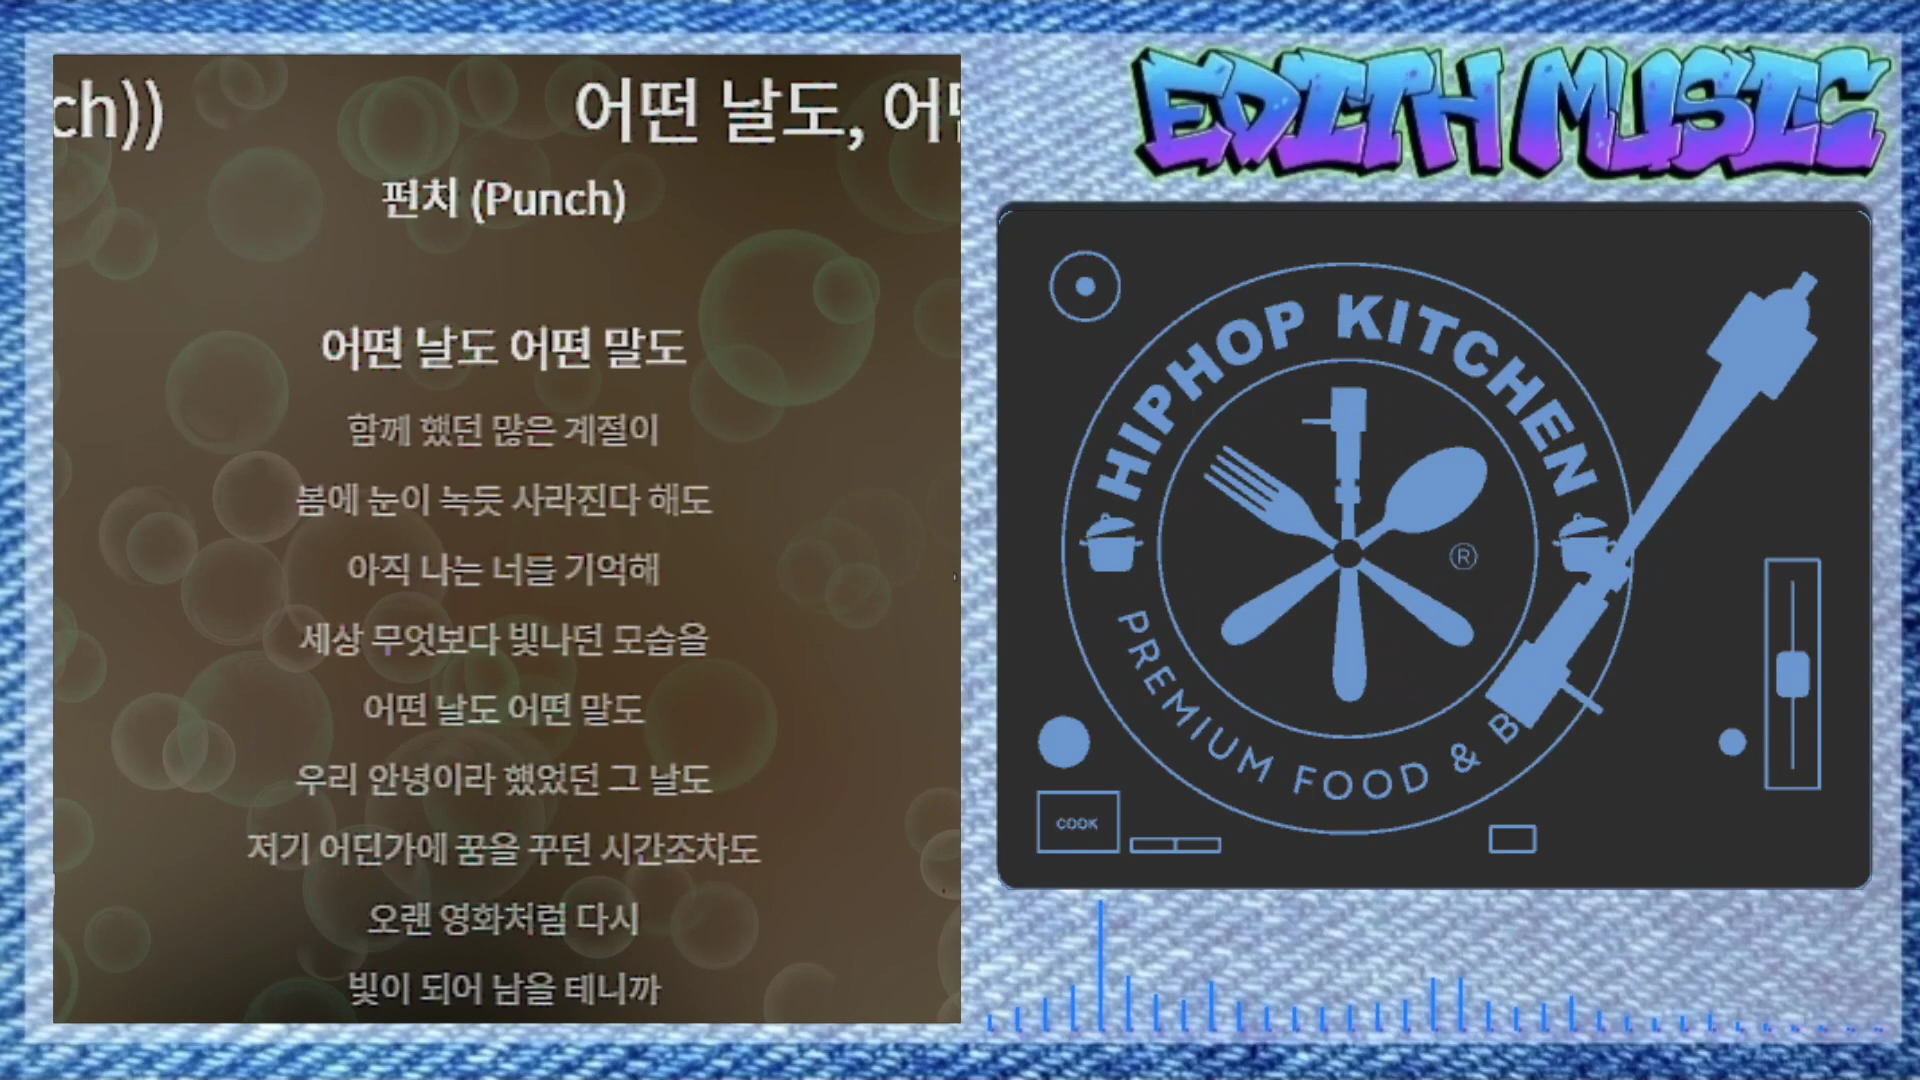 ch))
어떤 날도, 어
펀치 (Punch)
어떤 날도 어떤 말도
함께 했던 많은 계절이
봄에 눈이 녹듯 사라진다 해도
아직 나는 너를 기억해
세상 무엇보다 빛나던 모습을
어떤 날도 어떤 말도
우리 안녕이라 했었던 그 날도
저기 어딘가에 꿈을 꾸던 시간조차도
오랜 영화처럼 다시
빛이 되어 남을 테니까
EDITH MUSIC
HIPHOP KITCHEN
®
PREMIUM FOOD & B
COOK